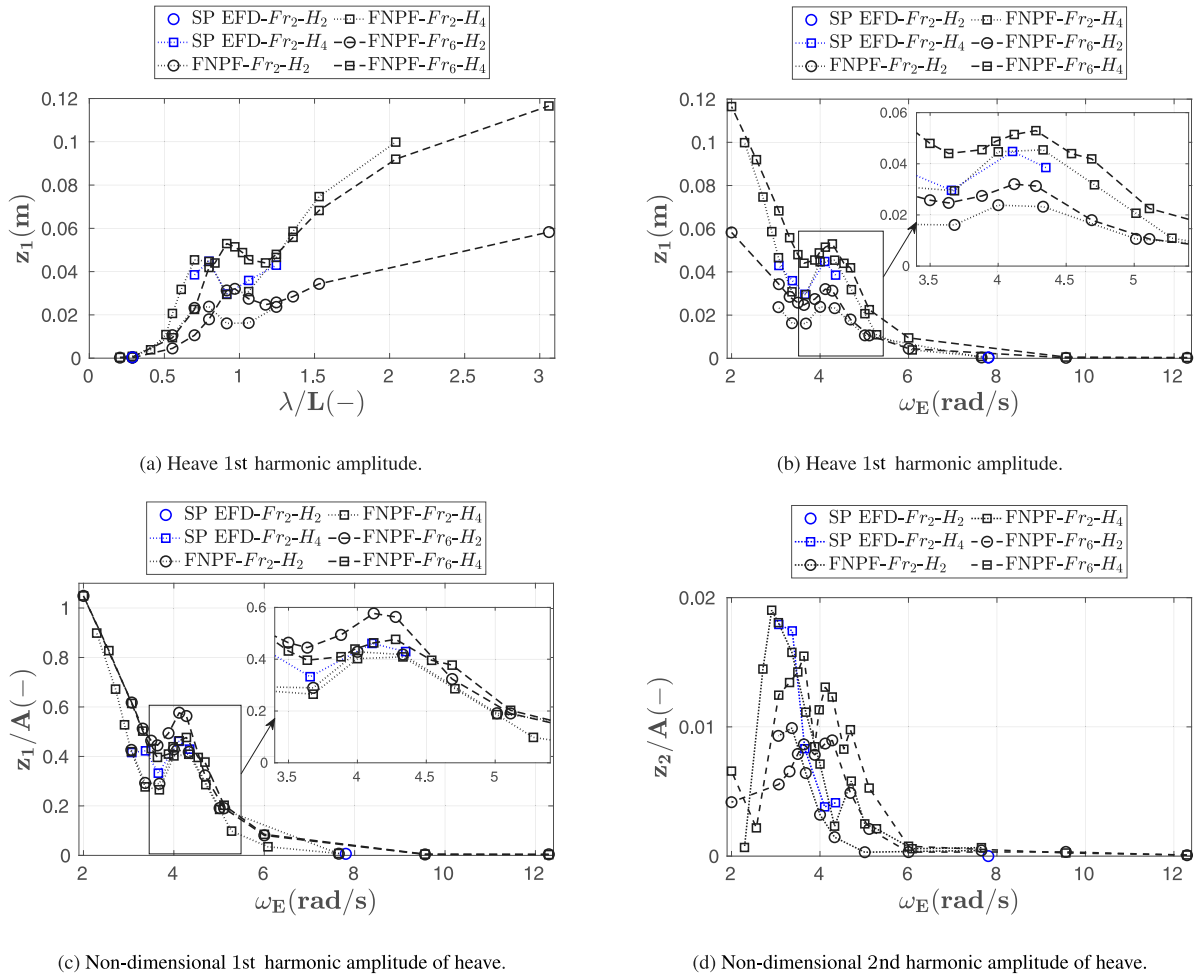 SP EFD-Fr₂-H₂ FNPF-Fr₂-H₄
SP EFD-Fr₂-H₄ FNPF-Fr₆-H₂
FNPF-Fr₂-H₂ FNPF-Fr₆-H₄
0.12
0.1
0.08
0.06
0.04
0.02
0
z₁(m)
0 0.5 1 1.5 2 2.5 3
λ/L(−)
(a) Heave 1st harmonic amplitude.
SP EFD-Fr₂-H₂ FNPF-Fr₂-H₄
SP EFD-Fr₂-H₄ FNPF-Fr₆-H₂
FNPF-Fr₂-H₂ FNPF-Fr₆-H₄
0.12
0.1
0.08
0.06
0.04
0.02
0
z₁(m)
0.06
0.04
0.02
0
3.5 4 4.5 5
2 4 6 8 10 12
ω_E(rad/s)
(b) Heave 1st harmonic amplitude.
SP EFD-Fr₂-H₂ FNPF-Fr₂-H₄
SP EFD-Fr₂-H₄ FNPF-Fr₆-H₂
FNPF-Fr₂-H₂ FNPF-Fr₆-H₄
1
0.8
0.6
0.4
0.2
0
z₁/A(−)
0.6
0.4
0.2
0
3.5 4 4.5 5
2 4 6 8 10 12
ω_E(rad/s)
(c) Non-dimensional 1st harmonic amplitude of heave.
SP EFD-Fr₂-H₂ FNPF-Fr₂-H₄
SP EFD-Fr₂-H₄ FNPF-Fr₆-H₂
FNPF-Fr₂-H₂ FNPF-Fr₆-H₄
0.02
0.01
0
z₂/A(−)
2 4 6 8 10 12
ω_E(rad/s)
(d) Non-dimensional 2nd harmonic amplitude of heave.